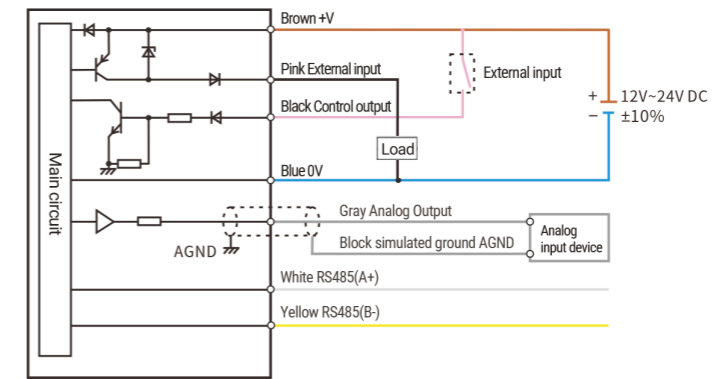 Brown +V
Pink External input
External input
Black Control output
+ 12V~24V DC
− ±10%
Load
Main circuit
Blue 0V
Gray Analog Output
Analog
input device
Block simulated ground AGND
AGND
White RS485(A+)
Yellow RS485(B-)